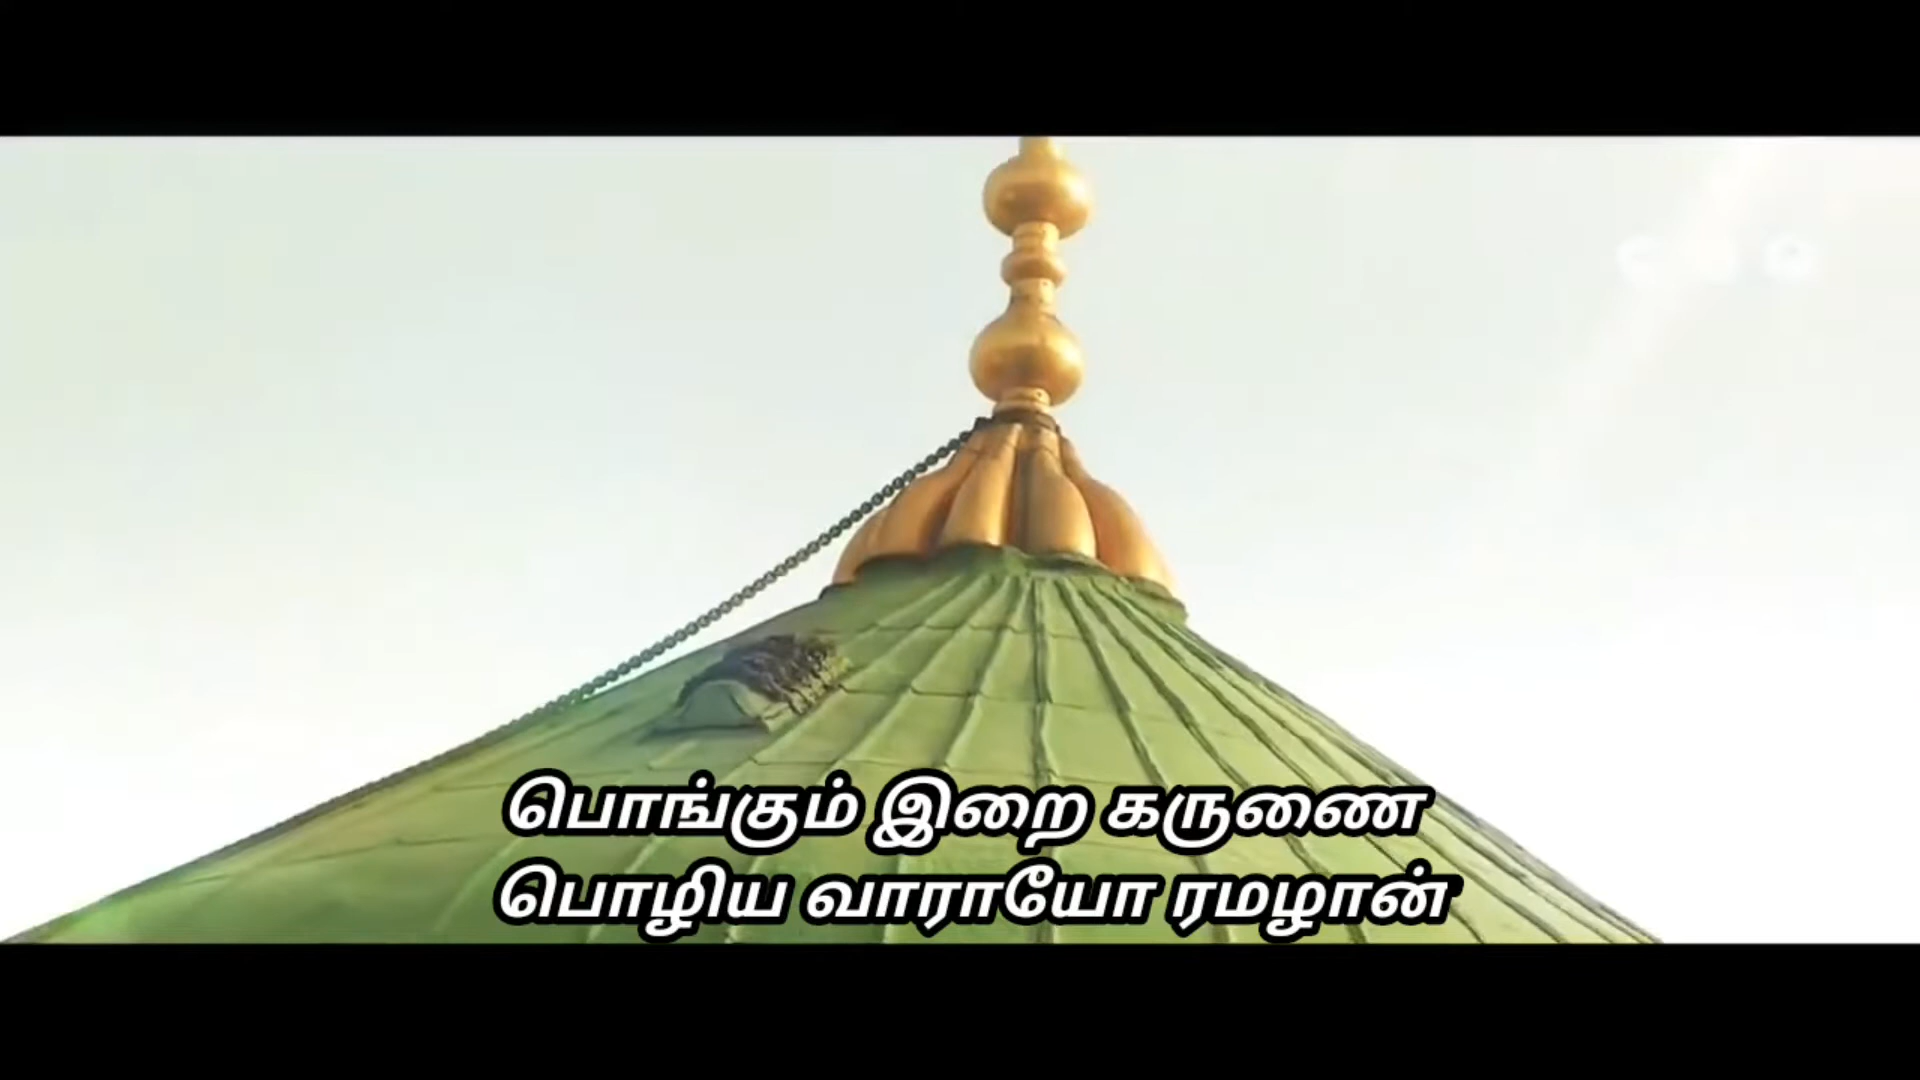 பொங்கும் இறை கருணை
பொழிய வாராயோ ரமழான்